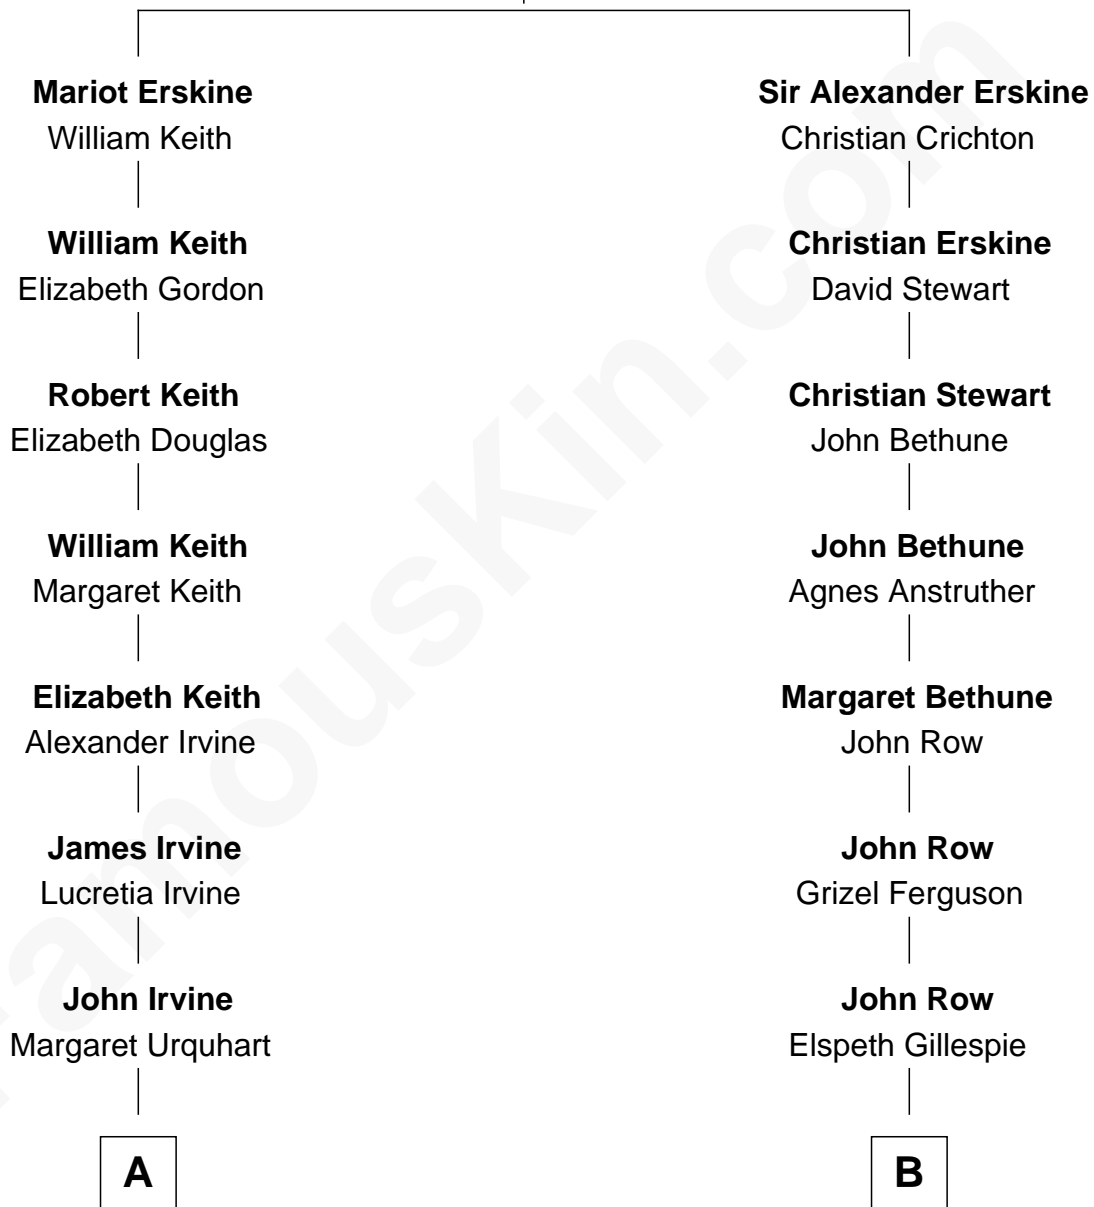 Mariot Erskine
William Keith
William Keith
Elizabeth Gordon
Robert Keith
Elizabeth Douglas
William Keith
Margaret Keith
Elizabeth Keith
Alexander Irvine
James Irvine
Lucretia Irvine
John Irvine
Margaret Urquhart
A
Sir Alexander Erskine
Christian Crichton
Christian Erskine
David Stewart
Christian Stewart
John Bethune
John Bethune
Agnes Anstruther
Margaret Bethune
John Row
John Row
Grizel Ferguson
John Row
Elspeth Gillespie
B
FamousKin.com